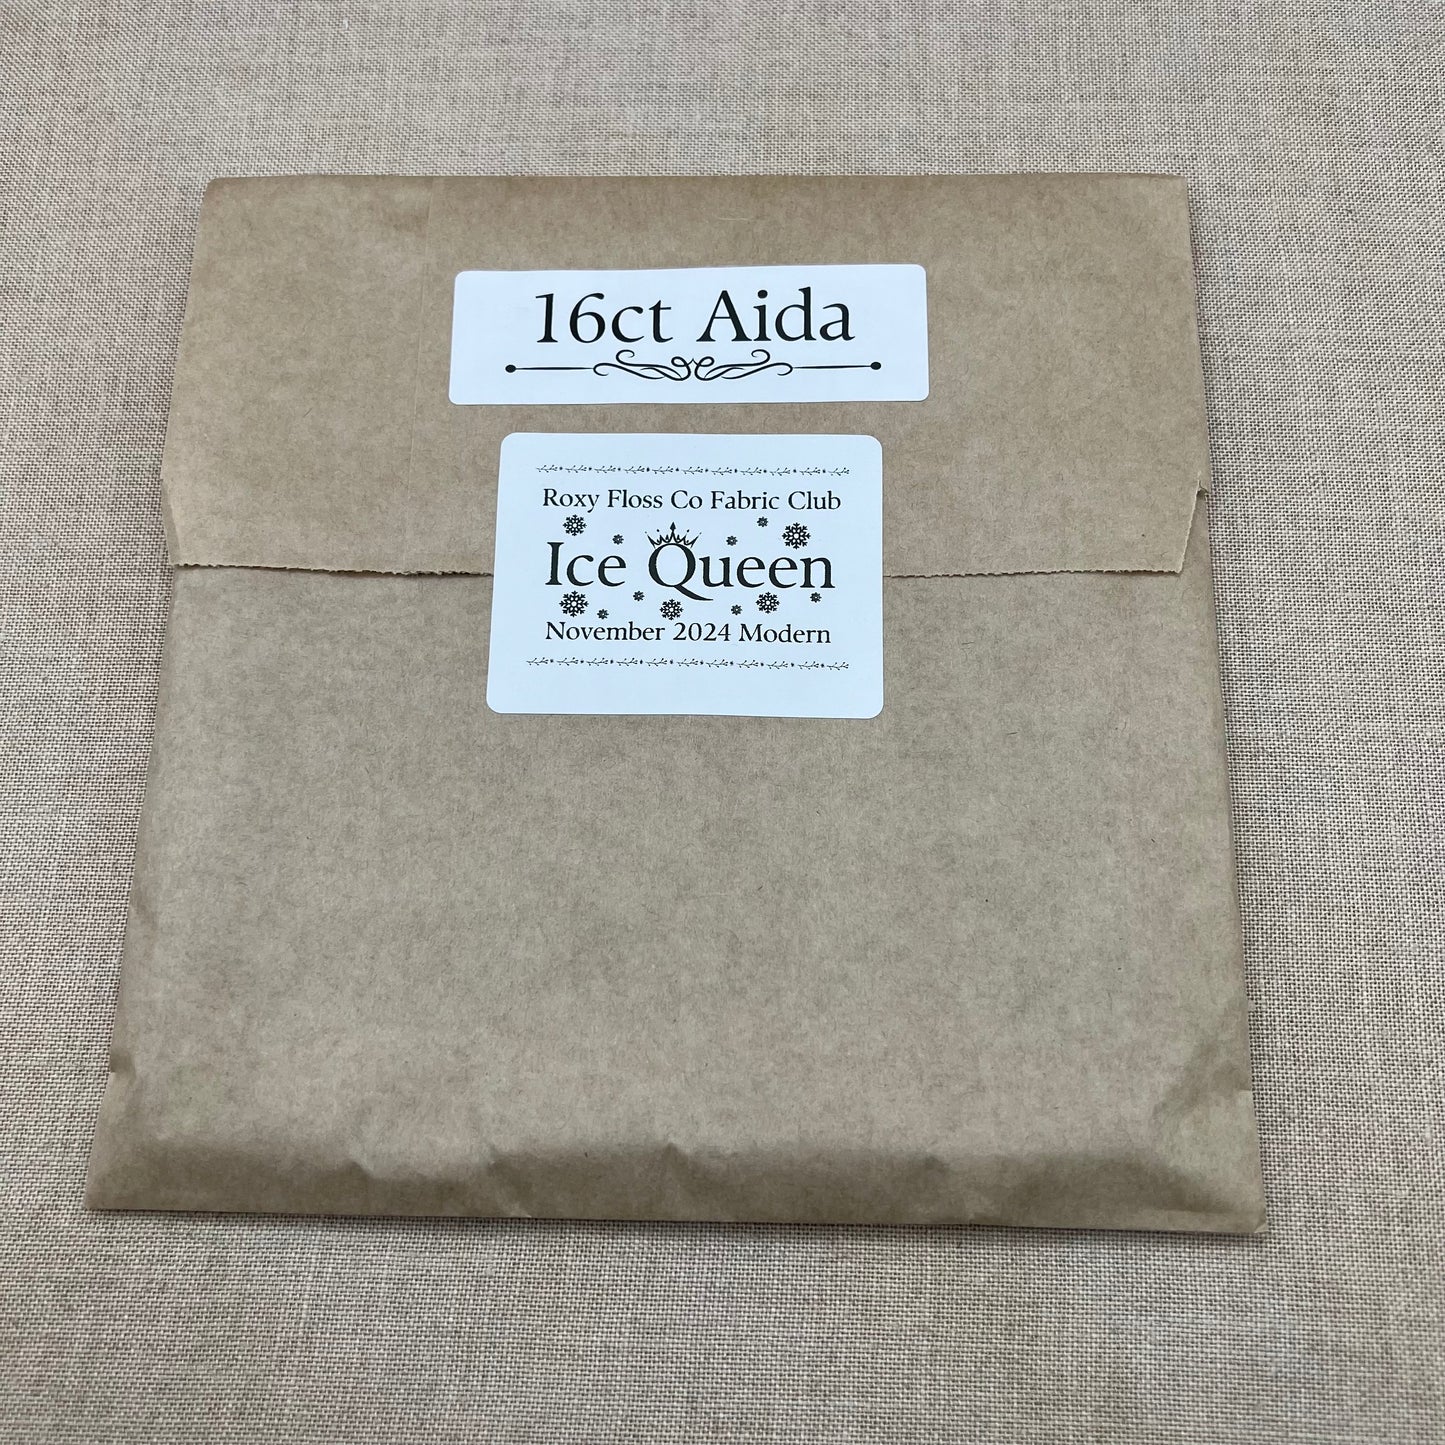 16ct Aida
Roxy Floss Co Fabric Club
Ice Queen
November 2024 Modern